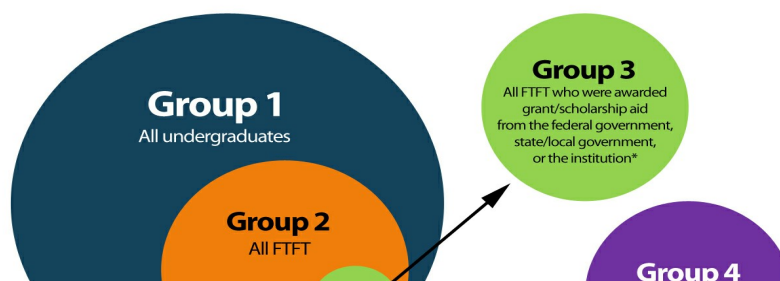 Group 1
All undergraduates
Group 2
All FTFT
Group 3
All FTFT who were awarded
grant/scholarship aid
from the federal government,
state/local government,
or the institution*
Group 4